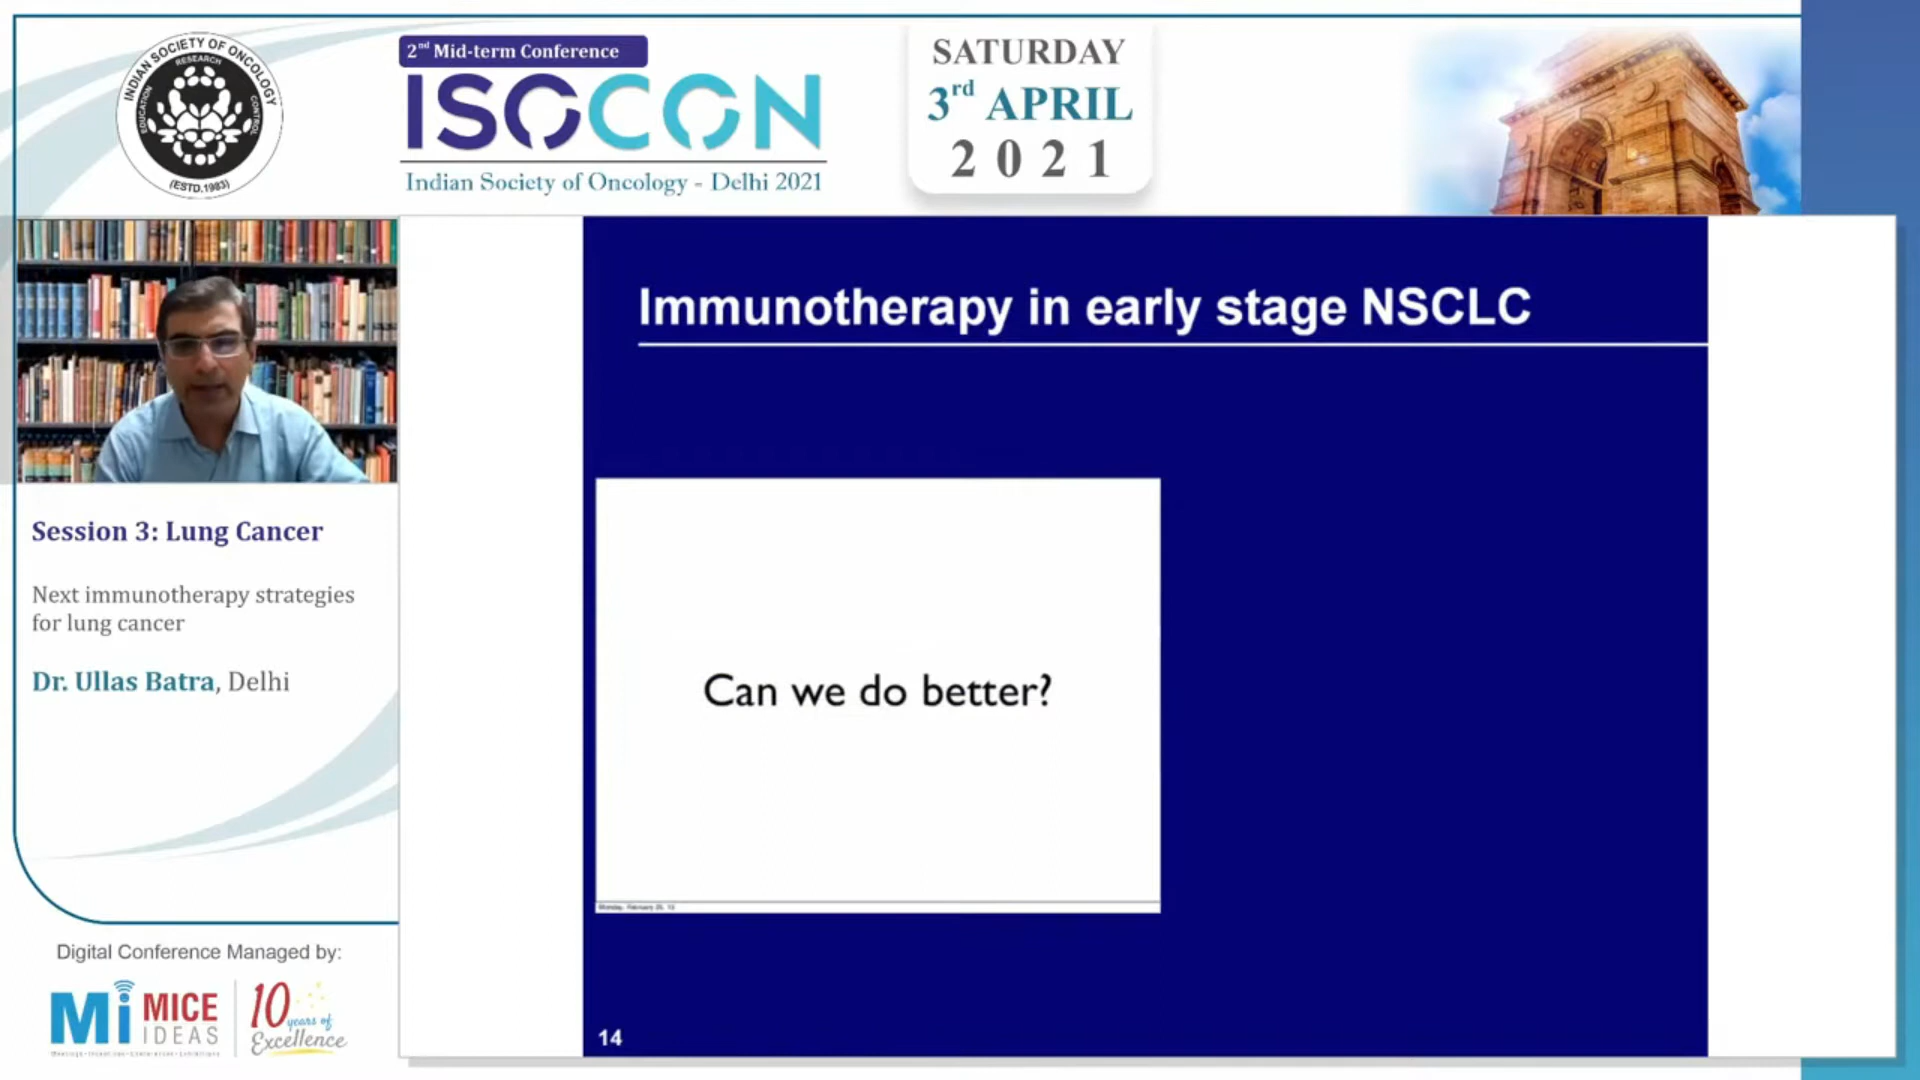 INDIAN SOCIETY OF ONCOLOGY
RESEARCH
EDUCATION
CONTROL
(ESTD.1983)
2nd Mid-term Conference
ISOCON
Indian Society of Oncology - Delhi 2021
SATURDAY
3rd APRIL
2021
Immunotherapy in early stage NSCLC
Can we do better?
14
Session 3: Lung Cancer
Next immunotherapy strategies
for lung cancer
Dr. Ullas Batra, Delhi
Digital Conference Managed by:
Mi MICE
IDEAS
10
years of
Excellence